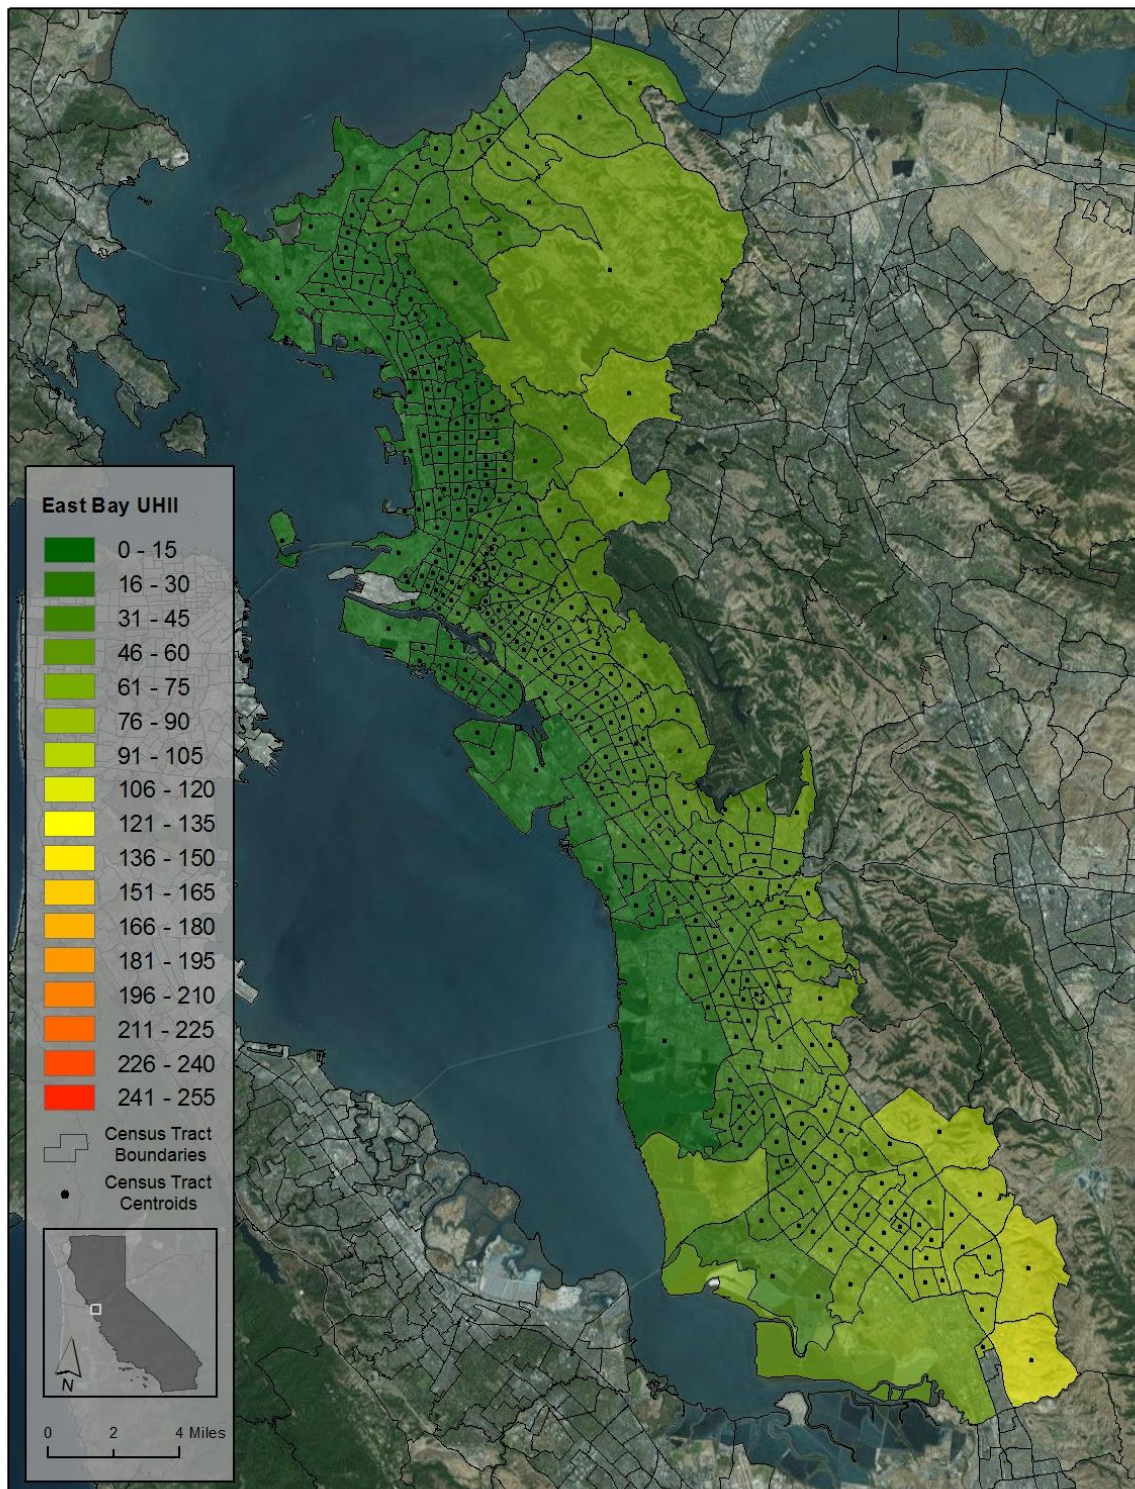 East Bay UHII
0 - 15
16 - 30
31 - 45
46 - 60
61 - 75
76 - 90
91 - 105
106 - 120
121 - 135
136 - 150
151 - 165
166 - 180
181 - 195
196 - 210
211 - 225
226 - 240
241 - 255
Census Tract
Boundaries
Census Tract
Centroids
N
0 2 4 Miles